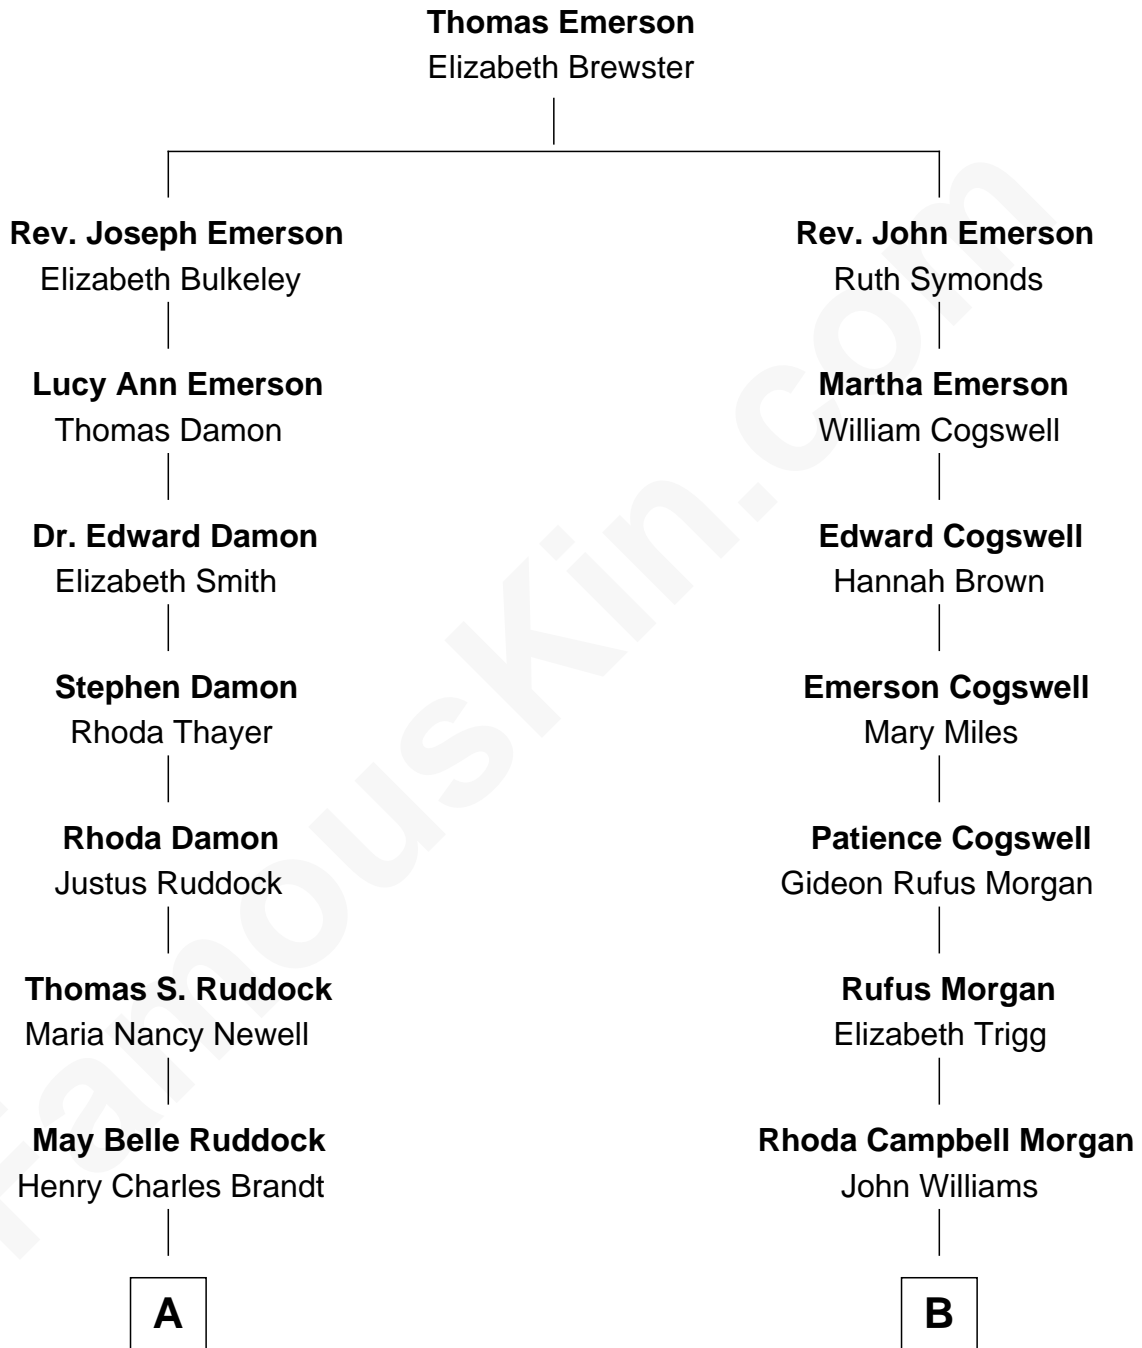 Thomas Emerson
Elizabeth Brewster
Rev. Joseph Emerson
Elizabeth Bulkeley
Rev. John Emerson
Ruth Symonds
Lucy Ann Emerson
Thomas Damon
Martha Emerson
William Cogswell
Dr. Edward Damon
Elizabeth Smith
Edward Cogswell
Hannah Brown
Stephen Damon
Rhoda Thayer
Emerson Cogswell
Mary Miles
Rhoda Damon
Justus Ruddock
Patience Cogswell
Gideon Rufus Morgan
Thomas S. Ruddock
Maria Nancy Newell
Rufus Morgan
Elizabeth Trigg
May Belle Ruddock
Henry Charles Brandt
Rhoda Campbell Morgan
John Williams
A
B
FamousKin.com